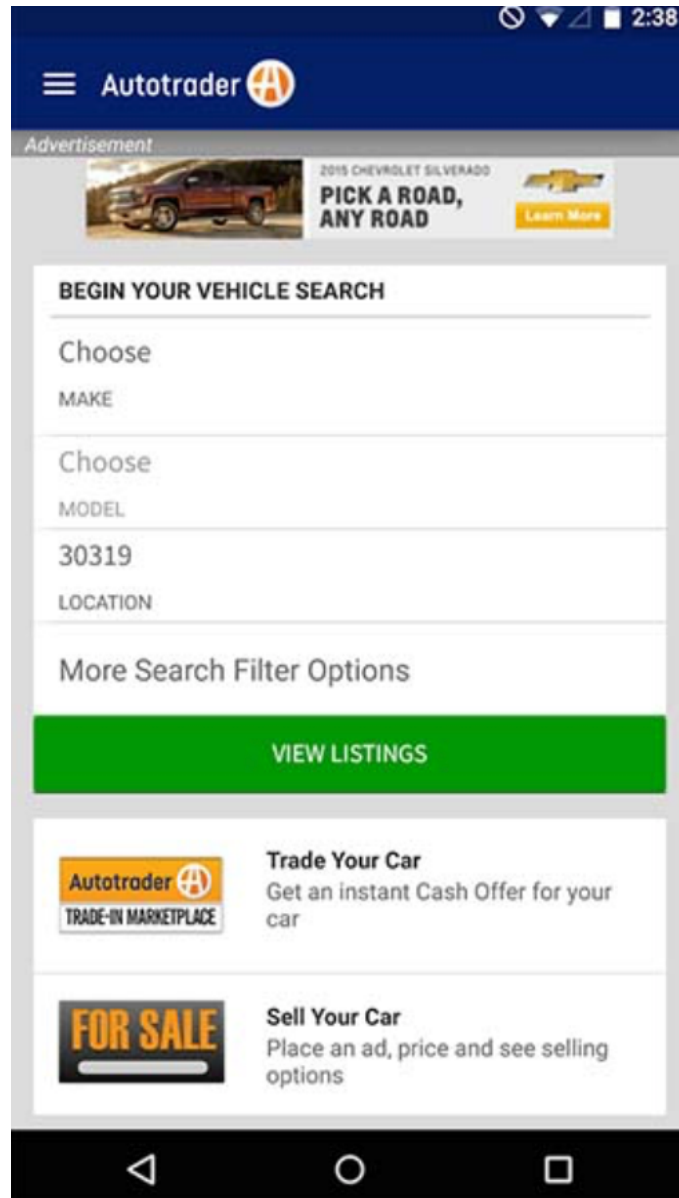 2:38
Autotrader
Advertisement
2015 CHEVROLET SILVERADO
PICK A ROAD,
ANY ROAD
Learn More
BEGIN YOUR VEHICLE SEARCH
Choose
MAKE
Choose
MODEL
30319
LOCATION
More Search Filter Options
VIEW LISTINGS
Autotrader
TRADE-IN MARKETPLACE
Trade Your Car
Get an instant Cash Offer for your
car
FOR SALE
Sell Your Car
Place an ad, price and see selling
options